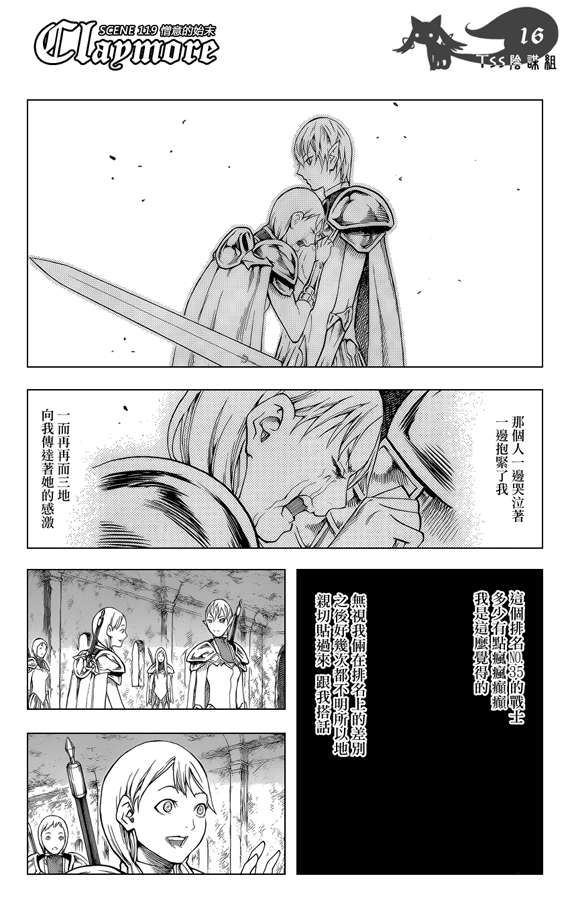 SCENE 119 憎意的始末
Claymore
16
Tss陰謀組
那個人一邊哭泣著
一邊抱緊了我
一而再再而三地
向我傳達著她的感激
這個排名NO.35的戰士
多少有點瘋瘋癲癲
我是這麼覺得的
無視我倆在排名上的差別
之後好幾次都不明所以地
親切貼過來 跟我搭話